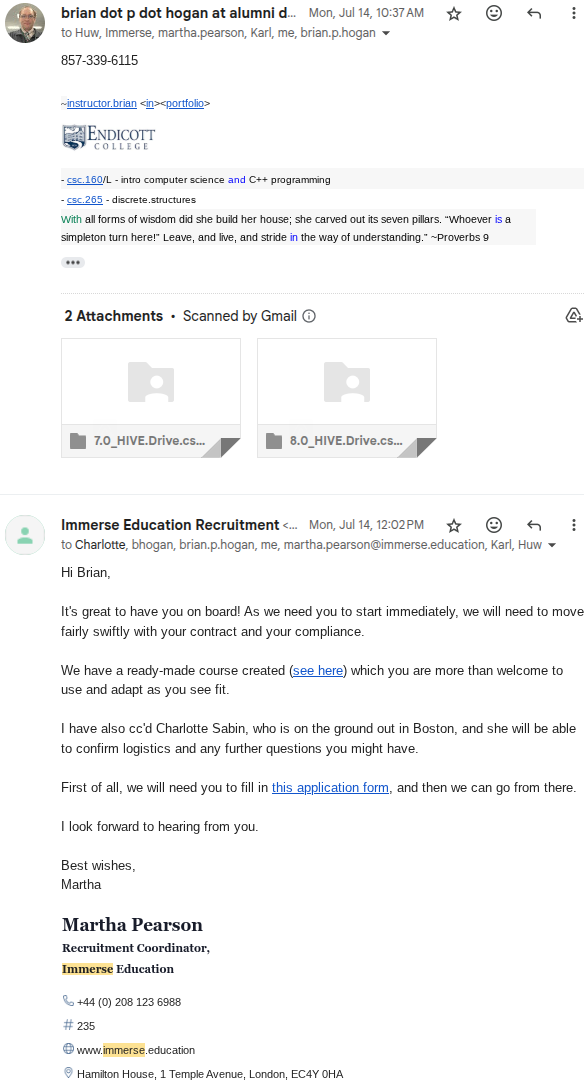 brian dot p dot hogan at alumni d... Mon, Jul 14, 10:37 AM
to Huw, Immerse, martha.pearson, Karl, me, brian.p.hogan
857-339-6115
~instructor.brian <in><portfolio>
ENDICOTT
COLLEGE
- csc.160/L - intro computer science and C++ programming
- csc.265 - discrete.structures
With all forms of wisdom did she build her house; she carved out its seven pillars. “Whoever is a
simpleton turn here!” Leave, and live, and stride in the way of understanding.” ~Proverbs 9
2 Attachments • Scanned by Gmail
7.0_HIVE.Drive.cs... 8.0_HIVE.Drive.cs...
Immerse Education Recruitment <... Mon, Jul 14, 12:02 PM
to Charlotte, bhogan, brian.p.hogan, me, martha.pearson@immerse.education, Karl, Huw
Hi Brian,
It's great to have you on board! As we need you to start immediately, we will need to move
fairly swiftly with your contract and your compliance.
We have a ready-made course created (see here) which you are more than welcome to
use and adapt as you see fit.
I have also cc'd Charlotte Sabin, who is on the ground out in Boston, and she will be able
to confirm logistics and any further questions you might have.
First of all, we will need you to fill in this application form, and then we can go from there.
I look forward to hearing from you.
Best wishes,
Martha
Martha Pearson
Recruitment Coordinator,
Immerse Education
+44 (0) 208 123 6988
# 235
www.immerse.education
Hamilton House, 1 Temple Avenue, London, EC4Y 0HA